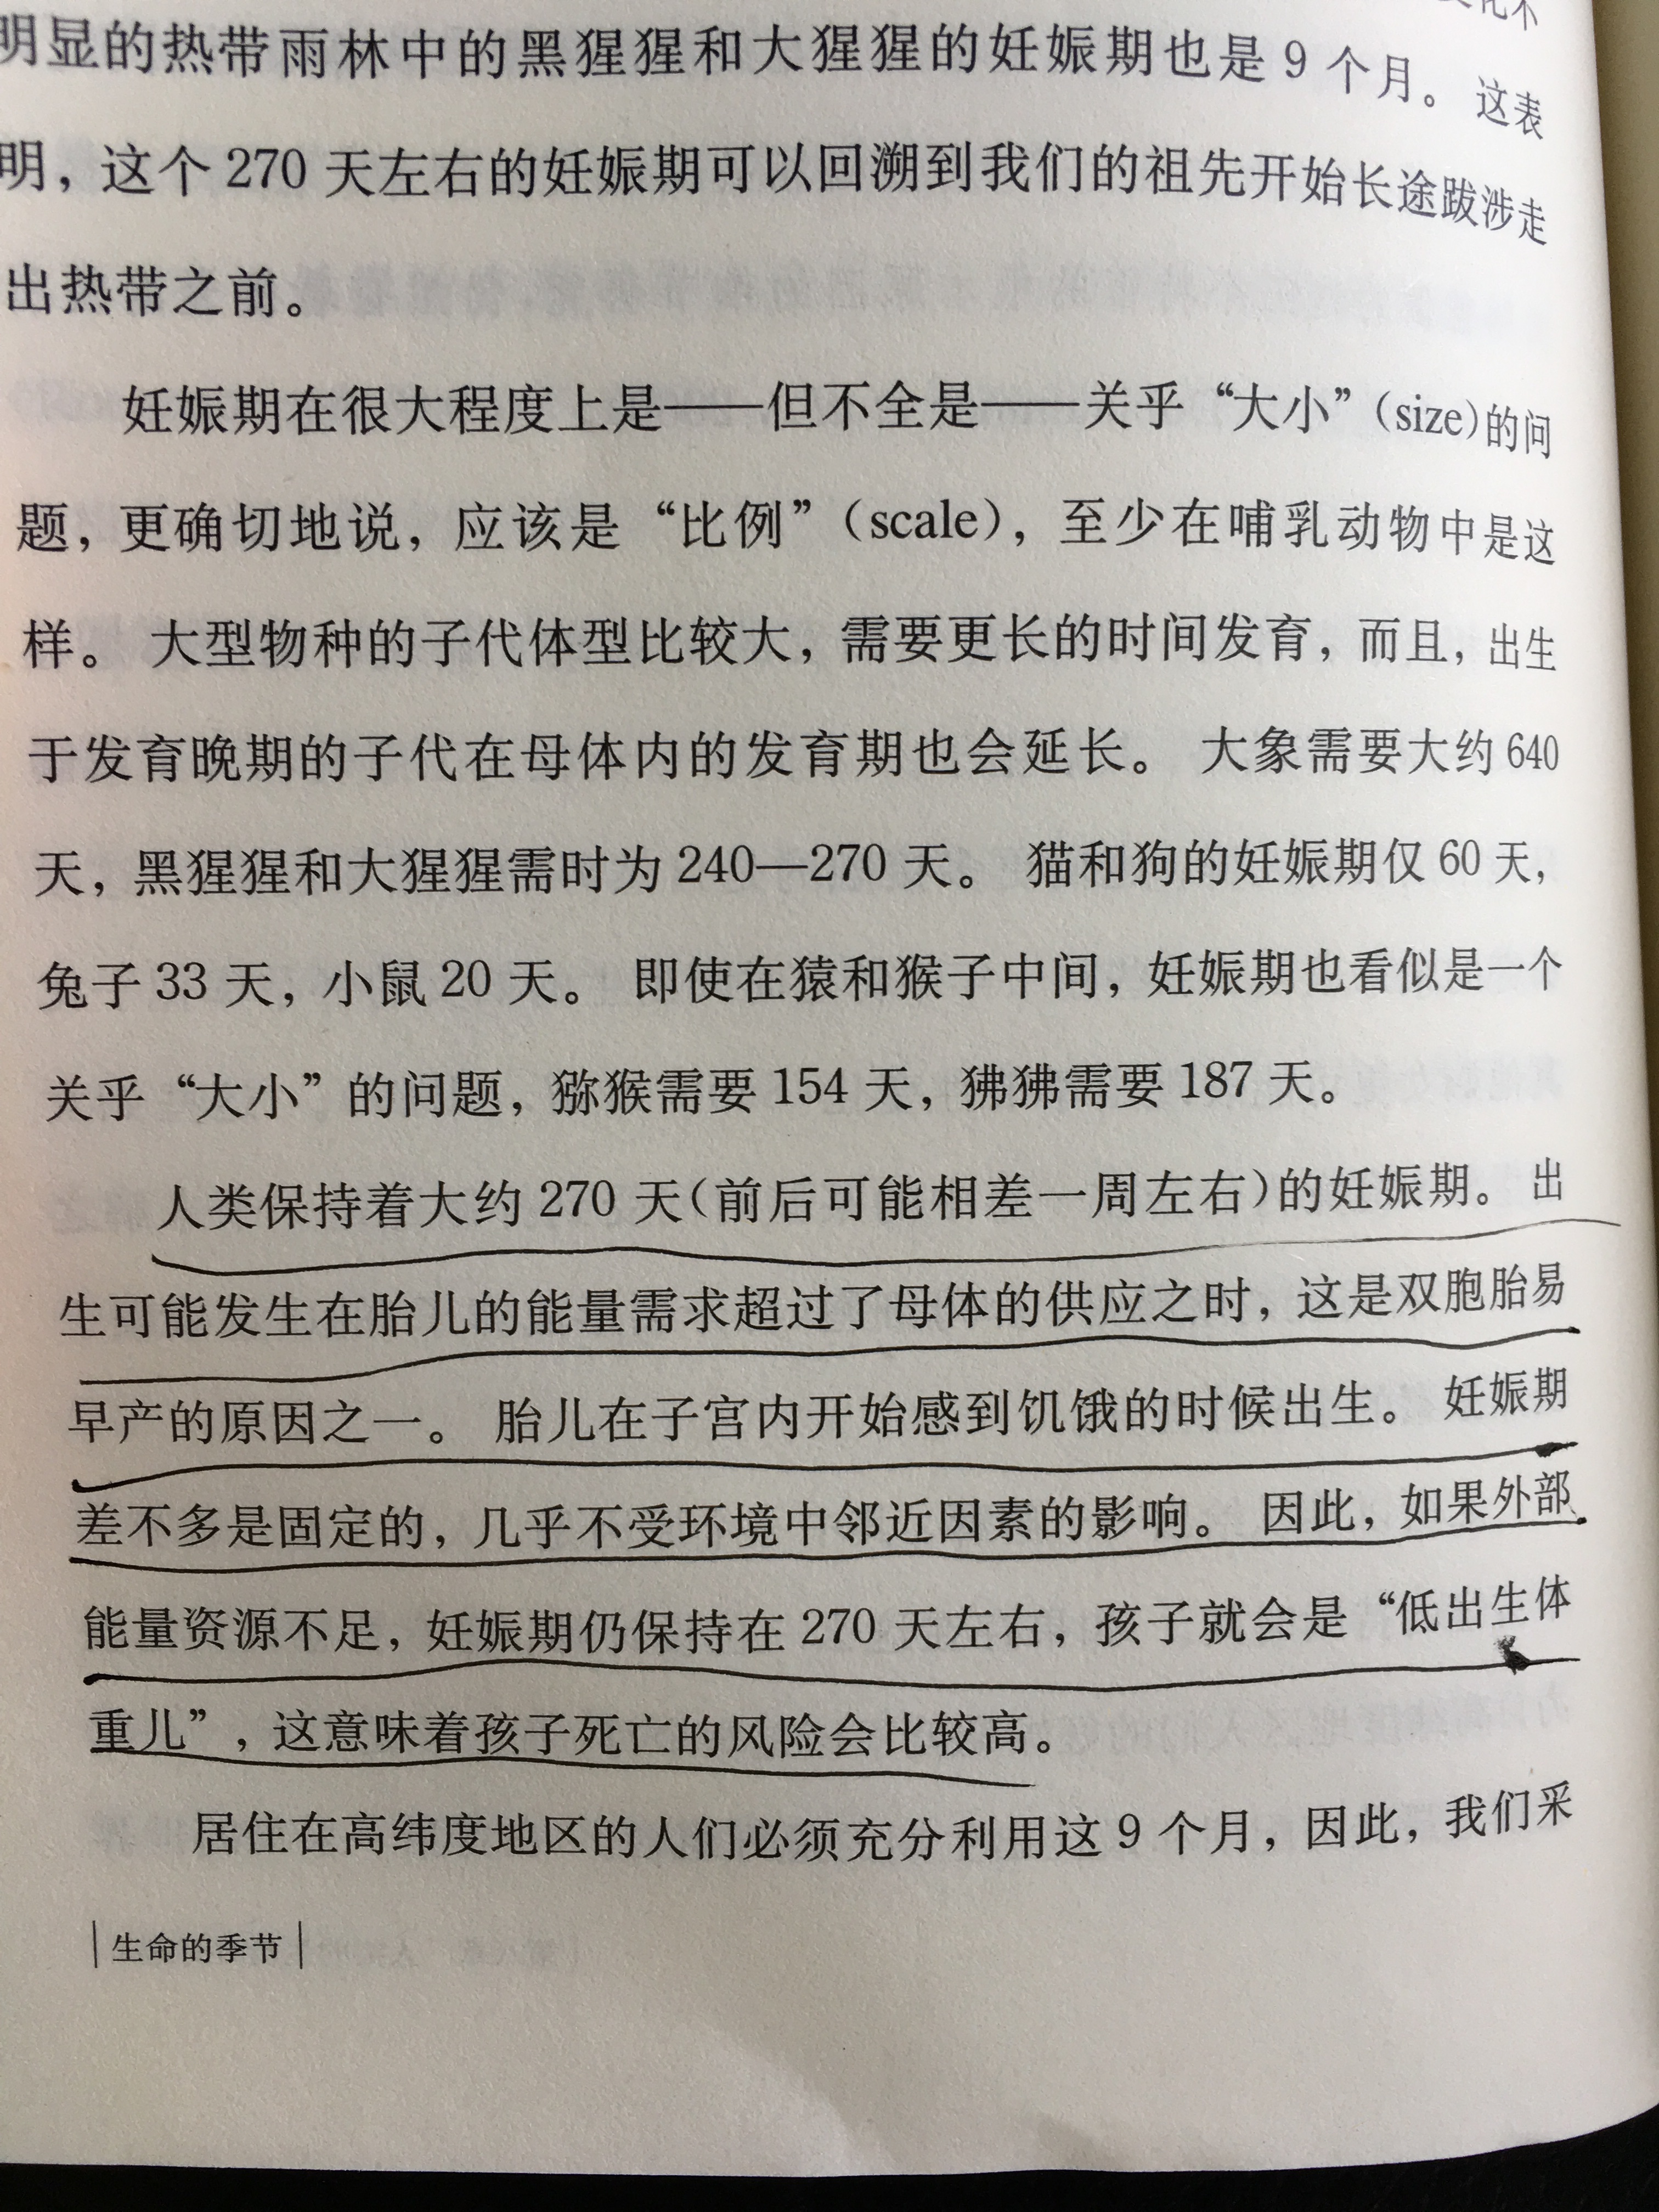 明显的热带雨林中的黑猩猩和大猩猩的妊娠期也是 9 个月。 这表
明，这个 270 天左右的妊娠期可以回溯到我们的祖先开始长途跋涉走
出热带之前。
妊娠期在很大程度上是——但不全是——关乎“大小”（size)的问
题，更确切地说，应该是“比例”（scale），至少在哺乳动物中是这
样。 大型物种的子代体型比较大，需要更长的时间发育，而且，出生
于发育晚期的子代在母体内的发育期也会延长。 大象需要大约 640
天，黑猩猩和大猩猩需时为 240—270 天。 猫和狗的妊娠期仅 60 天，
兔子 33 天，小鼠 20 天。 即使在猿和猴子中间，妊娠期也看似是一个
关乎“大小”的问题，猕猴需要 154 天，狒狒需要 187 天。
人类保持着大约 270 天(前后可能相差一周左右)的妊娠期。 出
生可能发生在胎儿的能量需求超过了母体的供应之时，这是双胞胎易
早产的原因之一。 胎儿在子宫内开始感到饥饿的时候出生。 妊娠期
差不多是固定的，几乎不受环境中邻近因素的影响。 因此，如果外部
能量资源不足，妊娠期仍保持在 270 天左右，孩子就会是“低出生体
重儿”，这意味着孩子死亡的风险会比较高。
居住在高纬度地区的人们必须充分利用这 9 个月，因此，我们采
| 生命的季节 |